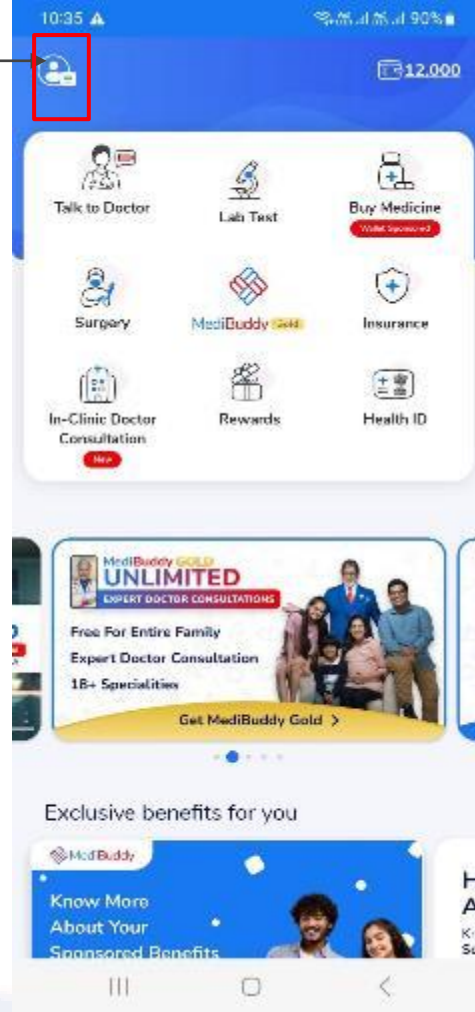 10:35
90%
12,000
Talk to Doctor
Lab Test
Buy Medicine
Wallet Sponsored
Surgery
MediBuddy Gold
Insurance
In-Clinic Doctor
Consultation
New
Rewards
Health ID
MediBuddy GOLD
UNLIMITED
EXPERT DOCTOR CONSULTATIONS
Free For Entire Family
Expert Doctor Consultation
18+ Specialities
Get MediBuddy Gold >
Exclusive benefits for you
MediBuddy
Know More
About Your
Sponsored Benefits